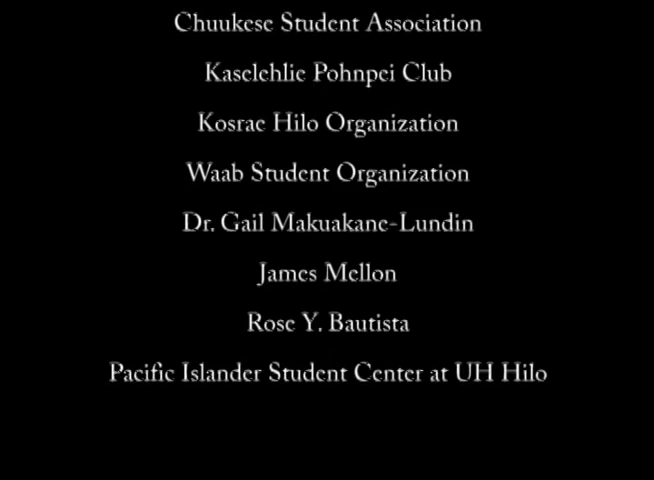 Chuukese Student Association
Kaselehlie Pohnpei Club
Kosrae Hilo Organization
Waab Student Organization
Dr. Gail Makuakane-Lundin
James Mellon
Rose Y. Bautista
Pacific Islander Student Center at UH Hilo